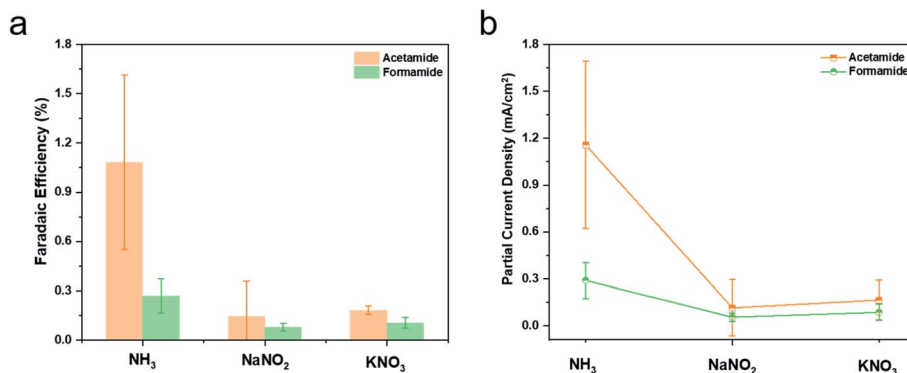 a
1.8
1.5
1.2
0.9
0.6
0.3
0.0
Faradaic Efficiency (%)
Acetamide
Formamide
NH₃
NaNO₂
KNO₃
b
1.8
1.5
1.2
0.9
0.6
0.3
0.0
Partial Current Density (mA/cm²)
Acetamide
Formamide
NH₃
NaNO₂
KNO₃